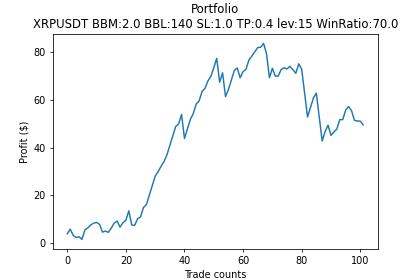 Portfolio
XRPUSDT BBM:2.0 BBL:140 SL:1.0 TP:0.4 lev:15 WinRatio:70.0
80
60
40
20
0
Profit ($)
0 20 40 60 80 100
Trade counts